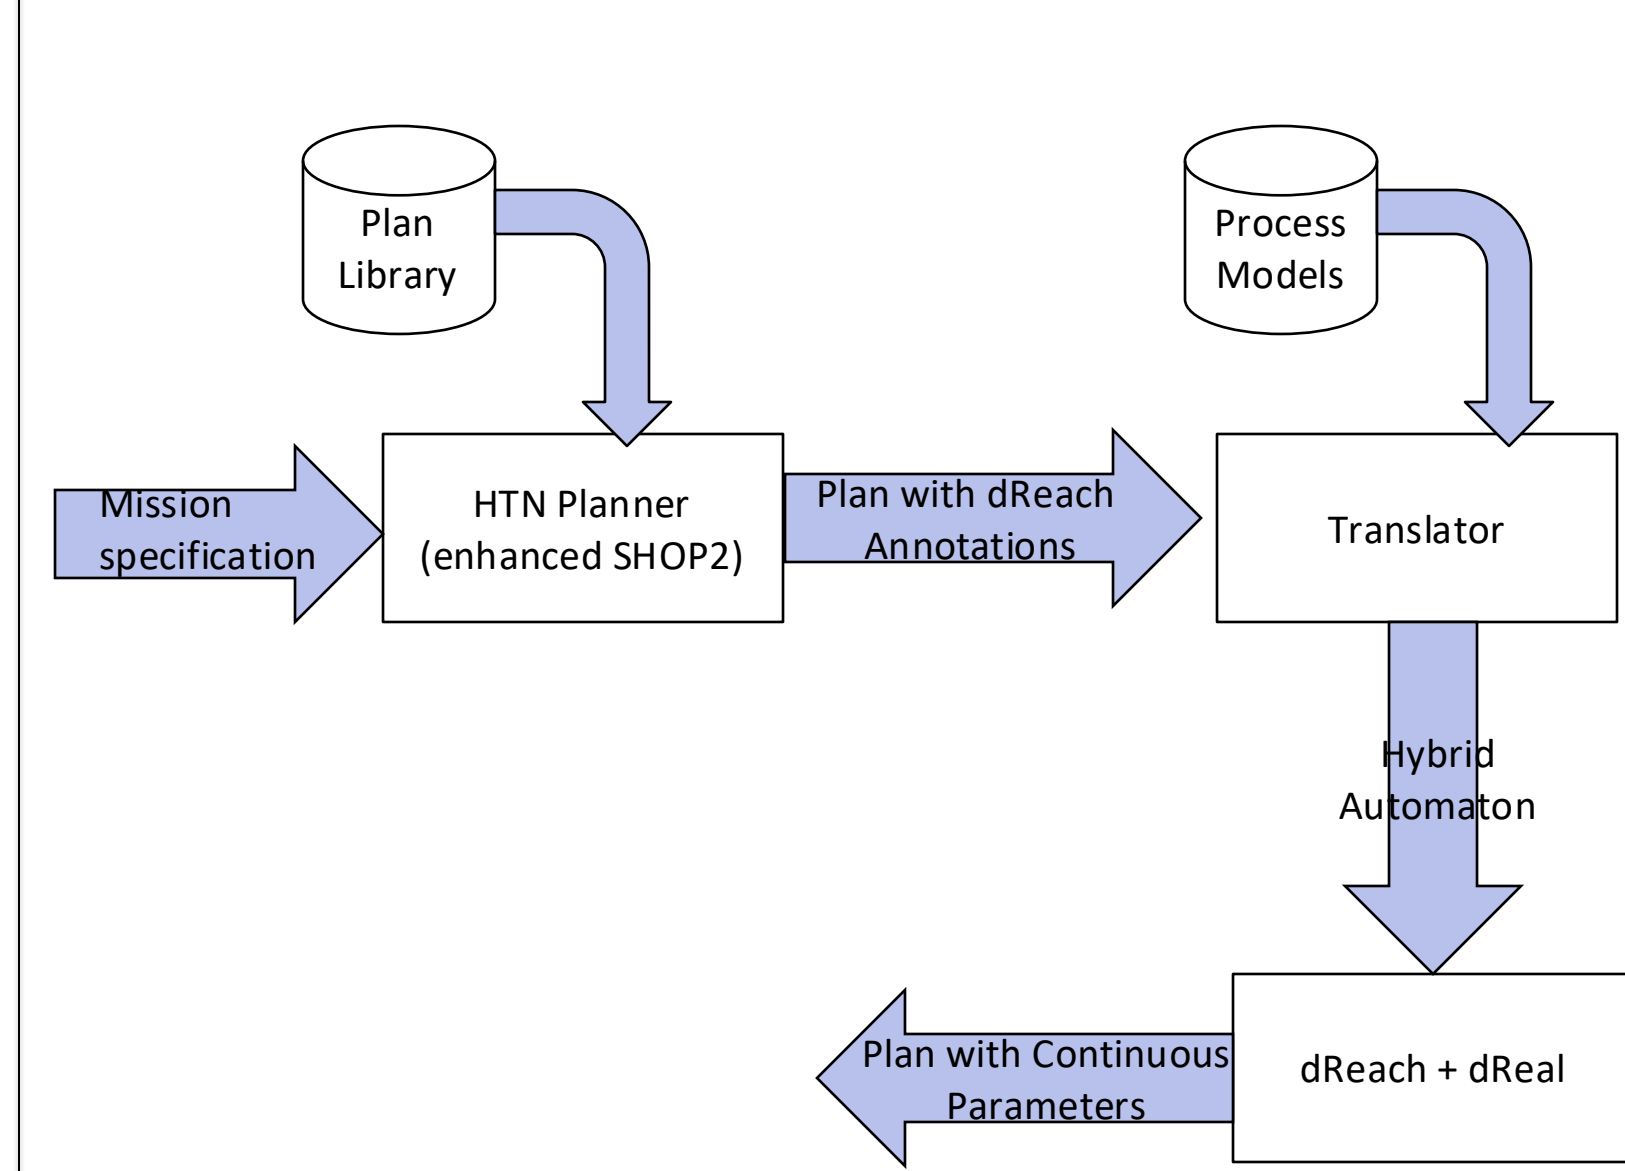 Plan
Library
Process
Models
Mission
specification
HTN Planner
(enhanced SHOP2)
Plan with dReach
Annotations
Translator
Hybrid
Automaton
Plan with Continuous
Parameters
dReach + dReal